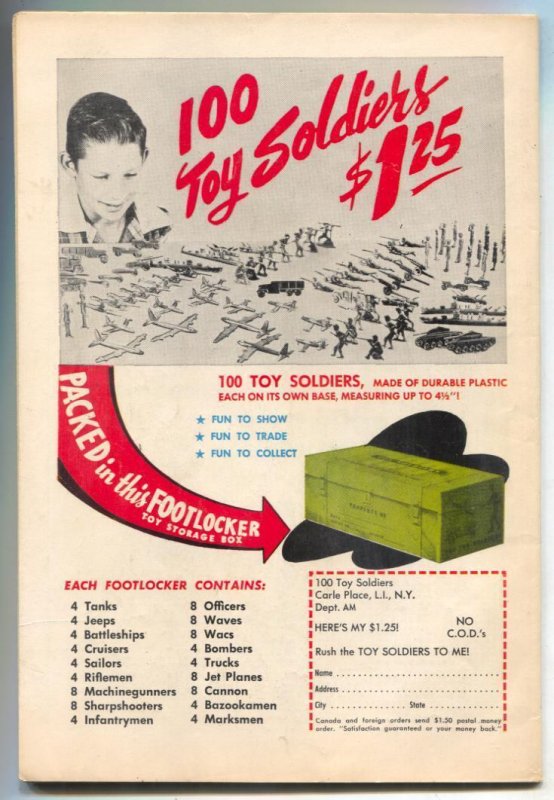 100
Toy Soldiers
$1.25
100 TOY SOLDIERS, MADE OF DURABLE PLASTIC
EACH ON ITS OWN BASE, MEASURING UP TO 4½"!
★ FUN TO SHOW
★ FUN TO TRADE
★ FUN TO COLLECT
PACKED in this FOOTLOCKER
TOY STORAGE BOX
EACH FOOTLOCKER CONTAINS:
4 Tanks
4 Jeeps
4 Battleships
4 Cruisers
4 Sailors
4 Riflemen
8 Machinegunners
8 Sharpshooters
4 Infantrymen
8 Officers
8 Waves
8 Wacs
4 Bombers
4 Trucks
8 Jet Planes
8 Cannon
4 Bazookamen
4 Marksmen
100 Toy Soldiers
Carle Place, L.I., N.Y.
Dept. AM
HERE'S MY $1.25!
NO
C.O.D.'s
Rush the TOY SOLDIERS TO ME!
Name
Address
City State
Canada and foreign orders send $1.50 postal money
order. "Satisfaction guaranteed or your money back."